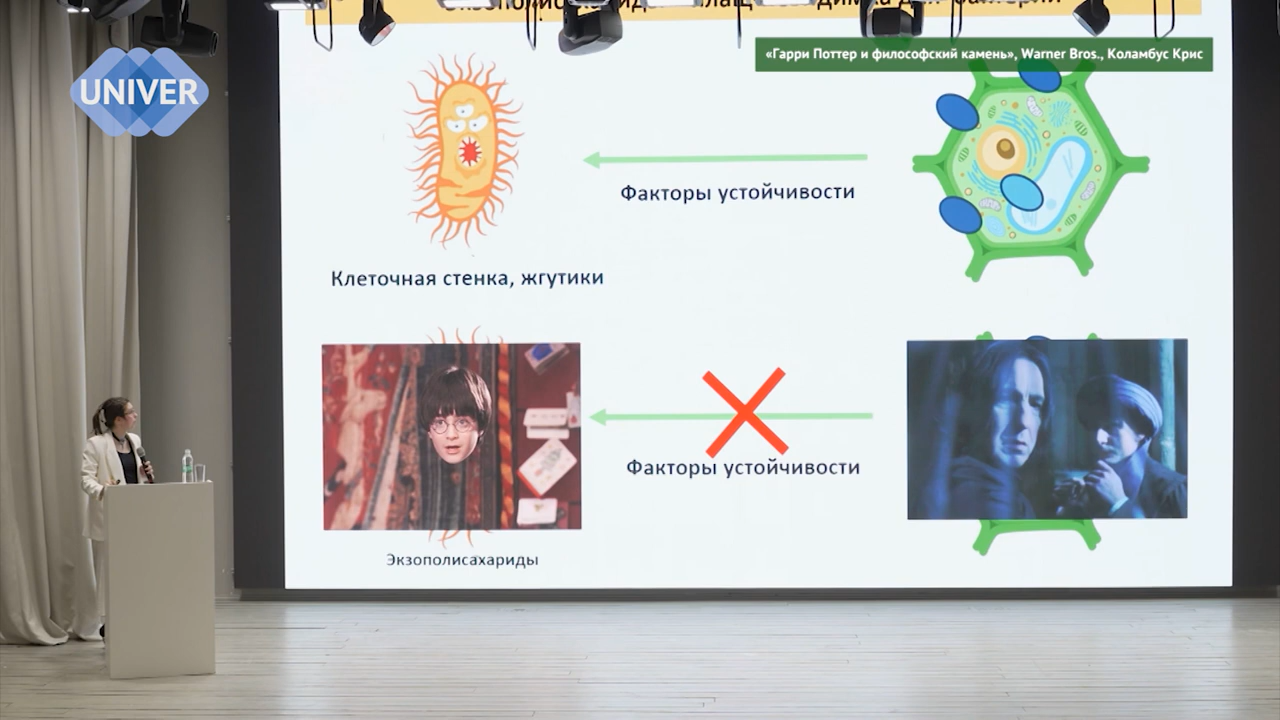 UNIVER
«Гарри Поттер и философский камень», Warner Bros., Коламбус Крис
Факторы устойчивости
Клеточная стенка, жгутики
Факторы устойчивости
Экзополисахариды